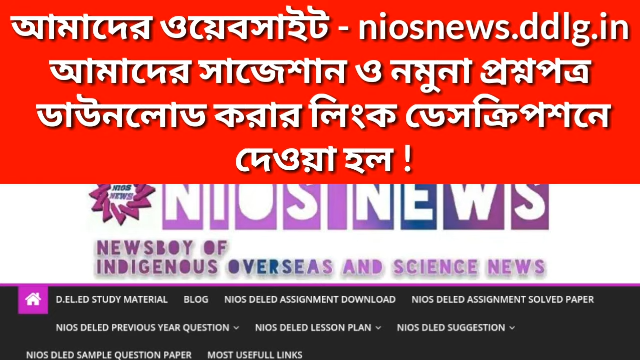 আমাদের ওয়েবসাইট - niosnews.ddlg.in
আমাদের সাজেশান ও নমুনা প্রশ্নপত্র
ডাউনলোড করার লিংক ডেসক্রিপশনে
দেওয়া হল !
NIOS NEWS
NIOS NEWS
NEWSBOY OF
INDIGENOUS OVERSEAS AND SCIENCE NEWS
D.EL.ED STUDY MATERIAL BLOG NIOS DELED ASSIGNMENT DOWNLOAD NIOS DELED ASSIGNMENT SOLVED PAPER
NIOS DELED PREVIOUS YEAR QUESTION NIOS DELED LESSON PLAN NIOS DLED SUGGESTION
NIOS DLED SAMPLE QUESTION PAPER MOST USEFULL LINKS